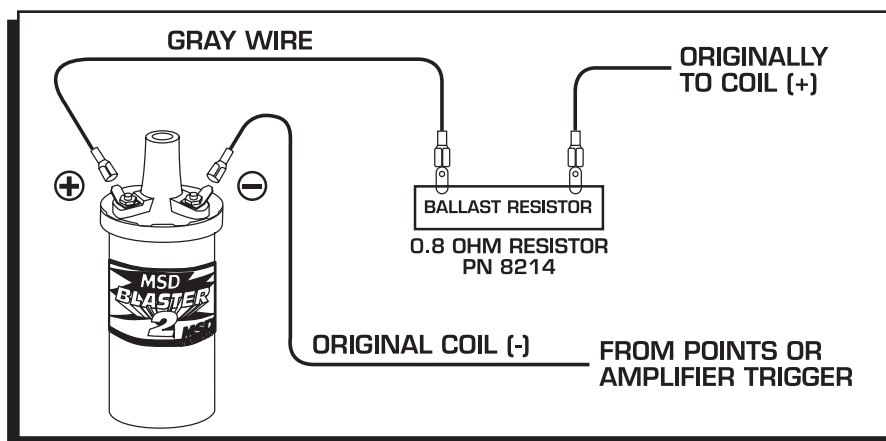 GRAY WIRE
ORIGINALLY
TO COIL (+)
+
−
BALLAST RESISTOR
0.8 OHM RESISTOR
PN 8214
MSD
BLASTER
2
MSD
ORIGINAL COIL (-)
FROM POINTS OR
AMPLIFIER TRIGGER